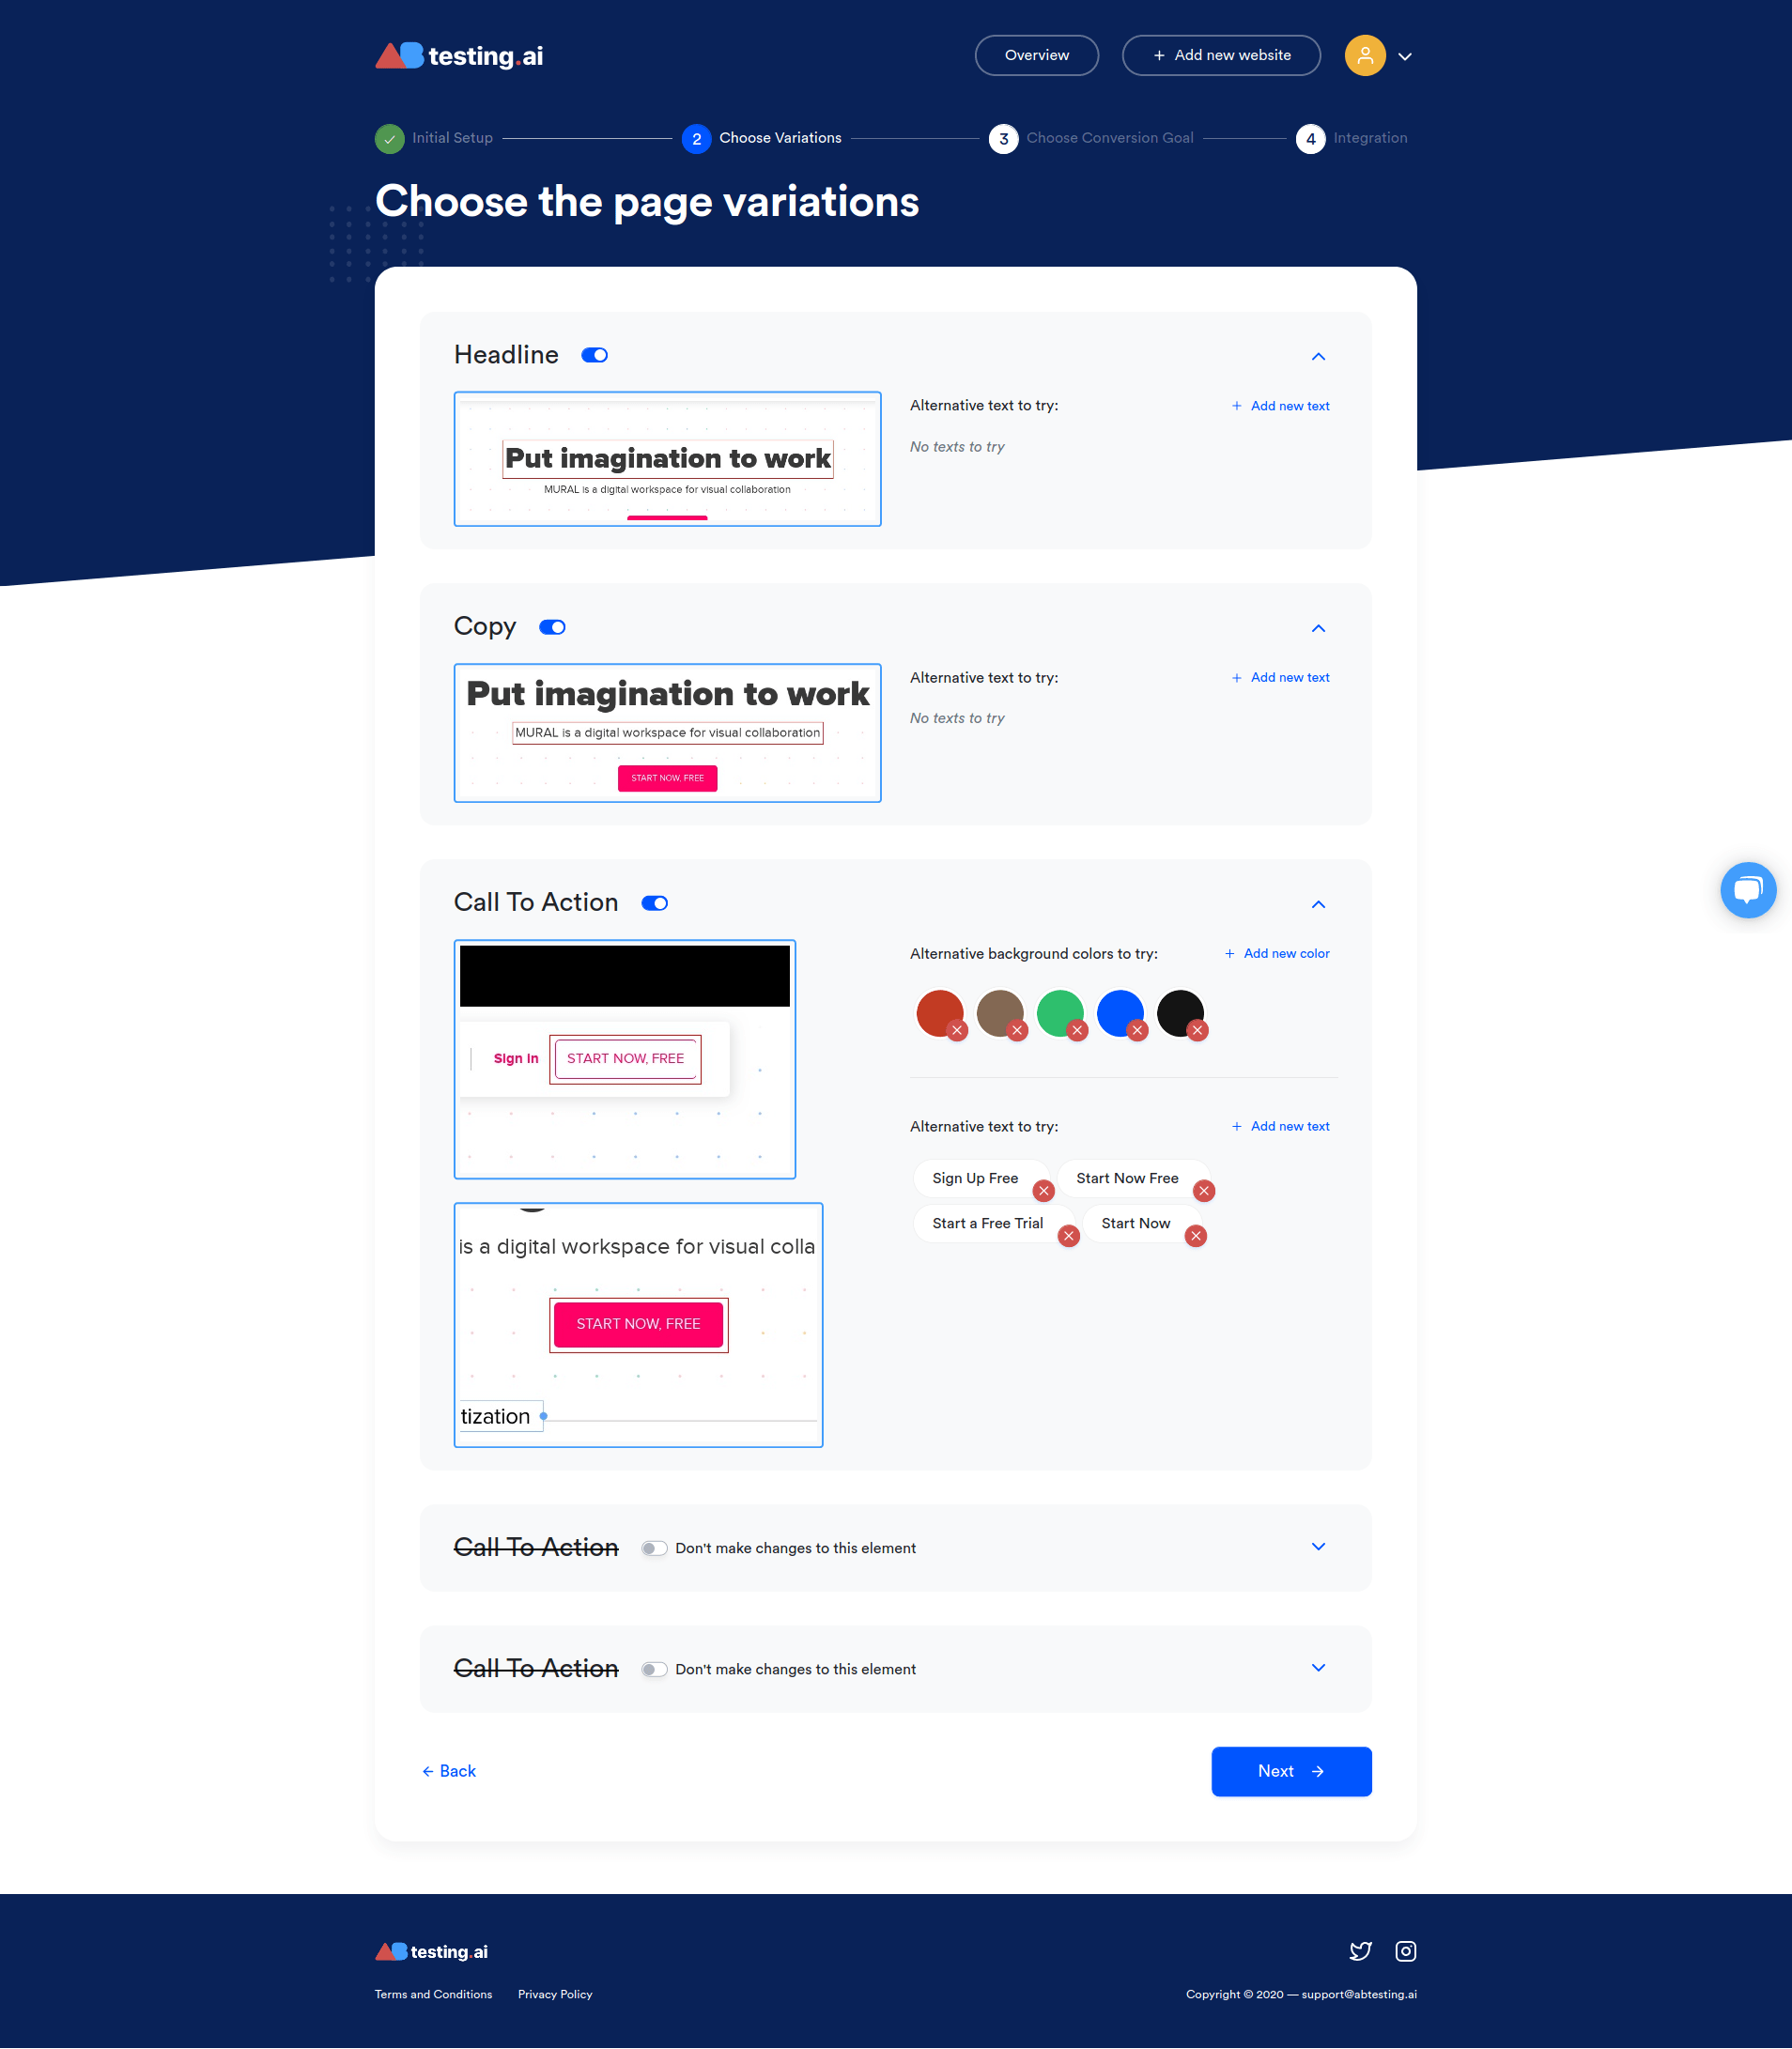 AB testing.ai
Overview
+ Add new website
Initial Setup
2 Choose Variations
3 Choose Conversion Goal
4 Integration
Choose the page variations
Headline
Put imagination to work
MURAL is a digital workspace for visual collaboration
Alternative text to try:
+ Add new text
No texts to try
Copy
Put imagination to work
MURAL is a digital workspace for visual collaboration
START NOW, FREE
Alternative text to try:
+ Add new text
No texts to try
Call To Action
Sign in
START NOW, FREE
is a digital workspace for visual colla
START NOW, FREE
tization
Alternative background colors to try:
+ Add new color
Alternative text to try:
+ Add new text
Sign Up Free
Start Now Free
Start a Free Trial
Start Now
Call To Action
Don't make changes to this element
Call To Action
Don't make changes to this element
← Back
Next →
AB testing.ai
Terms and Conditions
Privacy Policy
Copyright © 2020 — support@abtesting.ai